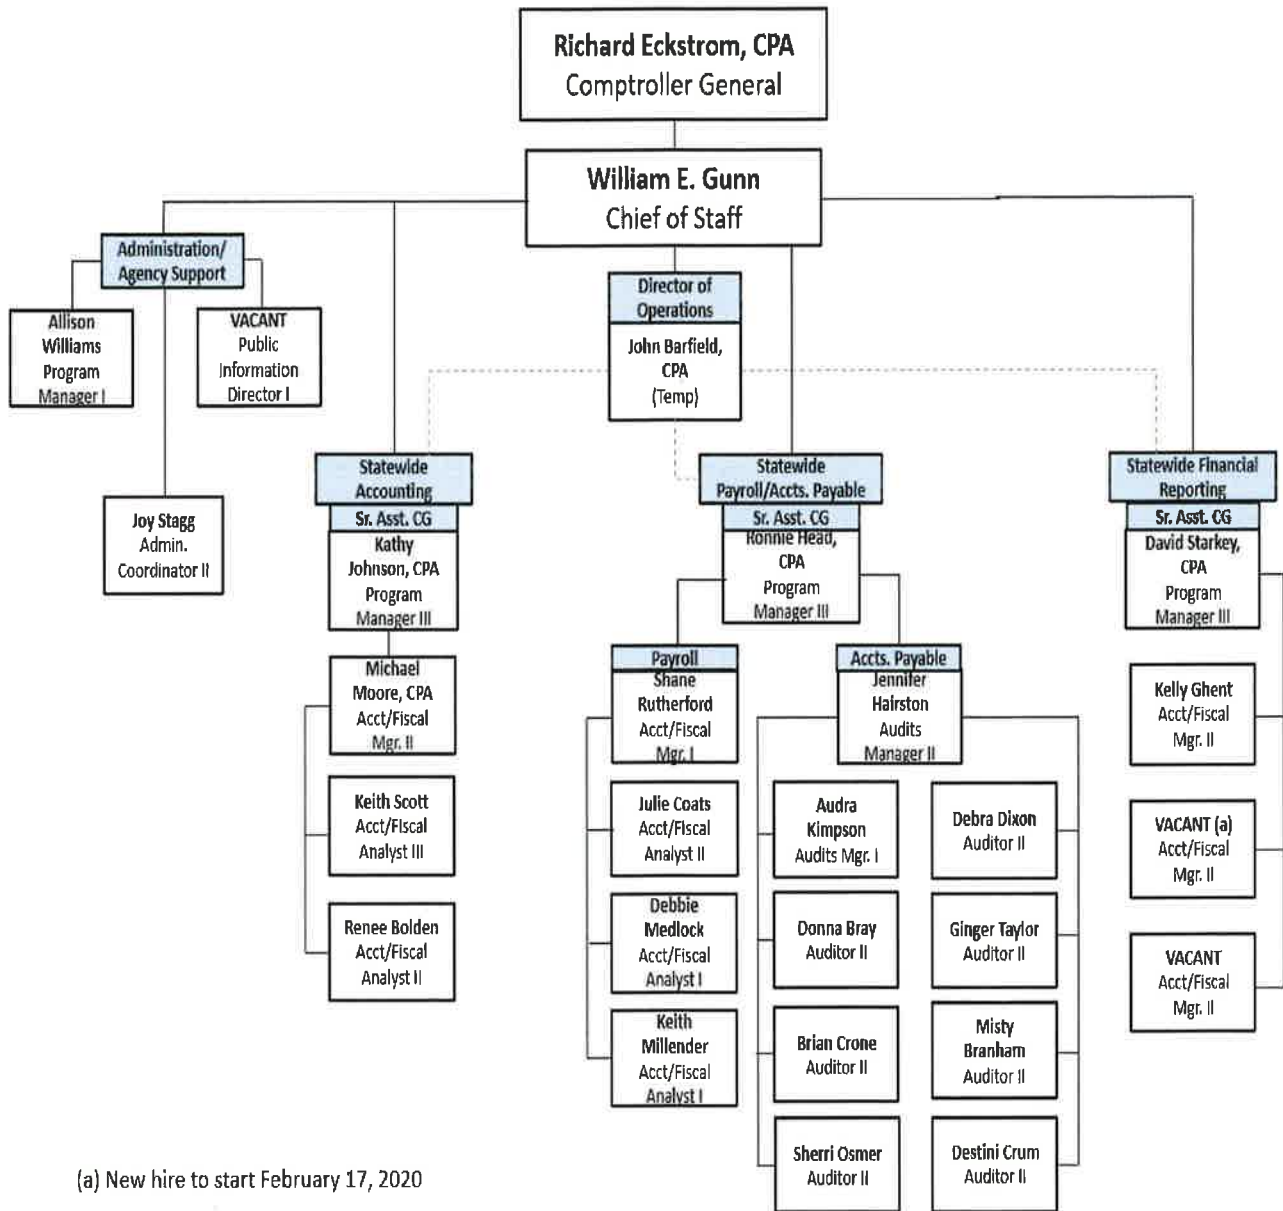 Richard Eckstrom, CPA
Comptroller General
William E. Gunn
Chief of Staff
Administration/
Agency Support
Allison
Williams
Program
Manager I
VACANT
Public
Information
Director I
Joy Stagg
Admin.
Coordinator II
Director of
Operations
John Barfield,
CPA
(Temp)
Statewide
Accounting
Sr. Asst. CG
Kathy
Johnson, CPA
Program
Manager III
Michael
Moore, CPA
Acct/Fiscal
Mgr. II
Keith Scott
Acct/Fiscal
Analyst III
Renee Bolden
Acct/Fiscal
Analyst II
Statewide
Payroll/Accts. Payable
Sr. Asst. CG
Ronnie Head,
CPA
Program
Manager III
Payroll
Shane
Rutherford
Acct/Fiscal
Mgr. I
Julie Coats
Acct/Fiscal
Analyst II
Debbie
Medlock
Acct/Fiscal
Analyst I
Keith
Millender
Acct/Fiscal
Analyst I
Accts. Payable
Jennifer
Hairston
Audits
Manager II
Audra
Kimpson
Audits Mgr. I
Donna Bray
Auditor II
Brian Crone
Auditor II
Sherri Osmer
Auditor II
Debra Dixon
Auditor II
Ginger Taylor
Auditor II
Misty
Branham
Auditor II
Destini Crum
Auditor II
Statewide Financial
Reporting
Sr. Asst. CG
David Starkey,
CPA
Program
Manager III
Kelly Ghent
Acct/Fiscal
Mgr. II
VACANT (a)
Acct/Fiscal
Mgr. II
VACANT
Acct/Fiscal
Mgr. II
(a) New hire to start February 17, 2020